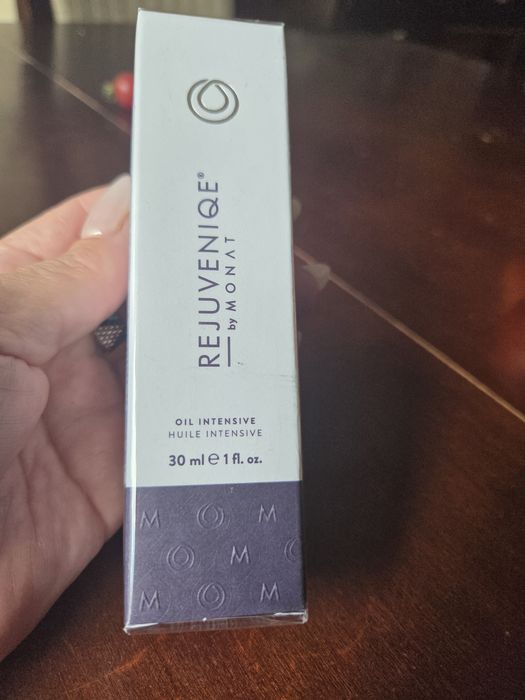 REJUVENIQE®
by MONAT
OIL INTENSIVE
HUILE INTENSIVE
30 ml ℮ 1 fl. oz.
M M
M
M M